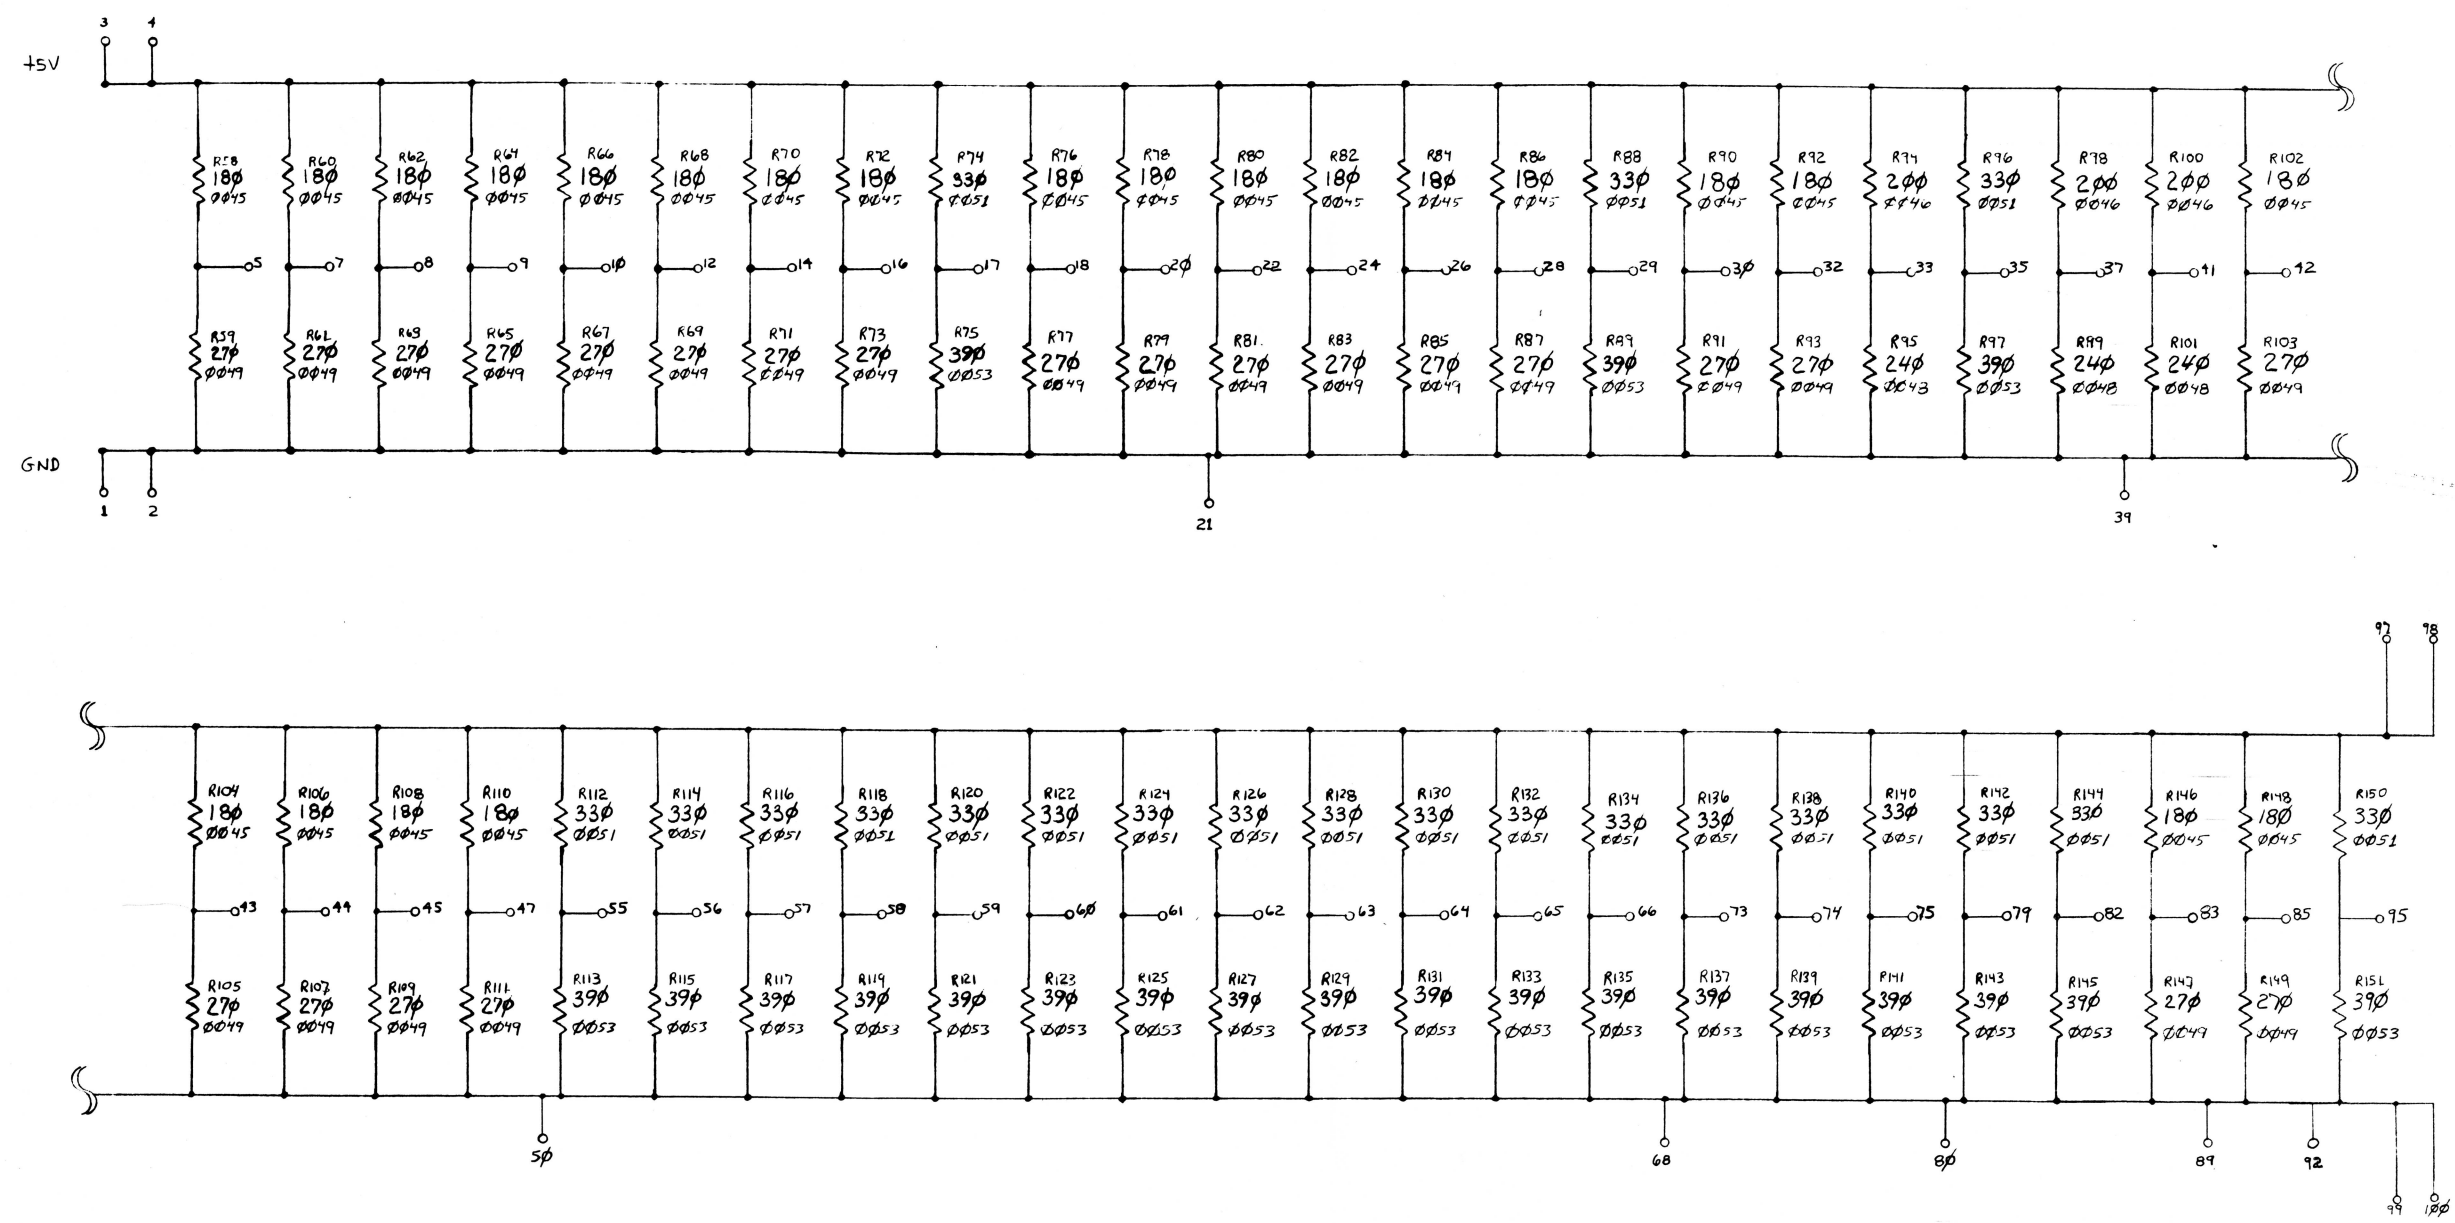 3 4
+5V
R58 R60 R62 R64 R66 R68 R70 R72 R74 R76 R78 R80 R82 R84 R86 R88 R90 R92 R94 R96 R98 R100 R102
180 180 180 180 180 180 180 180 330 180 180 180 180 180 180 330 180 180 200 330 200 200 180
0045 0045 0045 0045 0045 0045 0045 0045 0051 0045 0045 0045 0045 0045 0045 0051 0045 0045 0046 0051 0046 0046 0045
5 7 8 9 10 12 14 16 17 18 20 22 24 26 28 29 30 32 33 35 37 41 42
R59 R61 R63 R65 R67 R69 R71 R73 R75 R77 R79 R81 R83 R85 R87 R89 R91 R93 R95 R97 R99 R101 R103
270 270 270 270 270 270 270 270 390 270 270 270 270 270 270 390 270 270 240 390 240 240 270
0049 0049 0049 0049 0049 0049 0049 0049 0053 0049 0049 0049 0049 0049 0049 0053 0049 0049 0048 0053 0048 0048 0049
GND
1 2 21 39
97 98
R104 R106 R108 R110 R112 R114 R116 R118 R120 R122 R124 R126 R128 R130 R132 R134 R136 R138 R140 R142 R144 R146 R148 R150
180 180 180 180 330 330 330 330 330 330 330 330 330 330 330 330 330 330 330 330 330 180 180 330
0045 0045 0045 0045 0051 0051 0051 0051 0051 0051 0051 0051 0051 0051 0051 0051 0051 0051 0051 0051 0051 0045 0045 0051
43 44 45 47 55 56 57 58 59 60 61 62 63 64 65 66 73 74 75 79 82 83 85 95
R105 R107 R109 R111 R113 R115 R117 R119 R121 R123 R125 R127 R129 R131 R133 R135 R137 R139 R141 R143 R145 R147 R149 R151
270 270 270 270 390 390 390 390 390 390 390 390 390 390 390 390 390 390 390 390 390 270 270 390
0049 0049 0049 0049 0053 0053 0053 0053 0053 0053 0053 0053 0053 0053 0053 0053 0053 0053 0053 0053 0053 0049 0049 0053
50 68 80 89 92
99 100